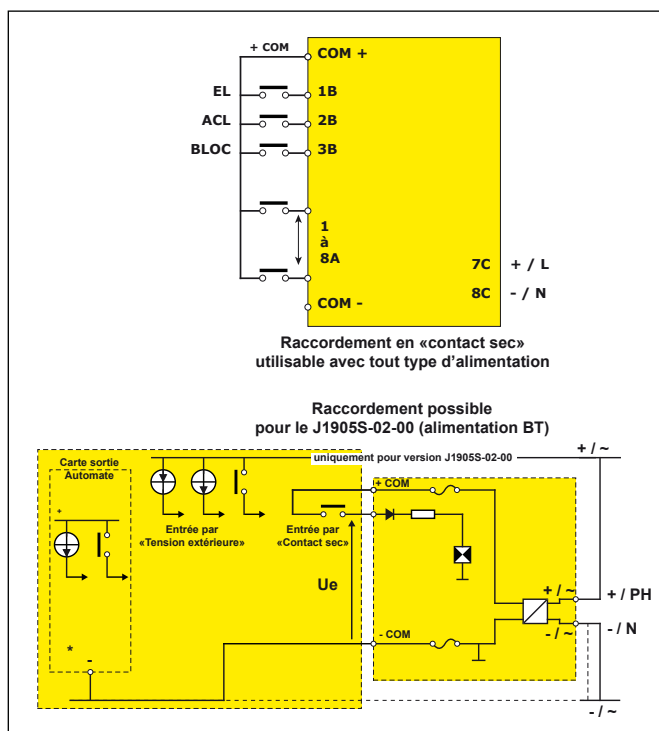 + COM
COM +
EL
1B
ACL
2B
BLOC
3B
1
à
8A
7C + / L
8C - / N
COM -
Raccordement en «contact sec»
utilisable avec tout type d’alimentation
Raccordement possible
pour le J1905S-02-00 (alimentation BT)
Carte sortie
Automate
uniquement pour version J1905S-02-00
+ / ~
+ COM
+
Entrée par
«Tension extérieure»
Entrée par
«Contact sec»
Ue
+ / ~
+ / PH
- / ~
- / N
- COM
*
-
- / ~